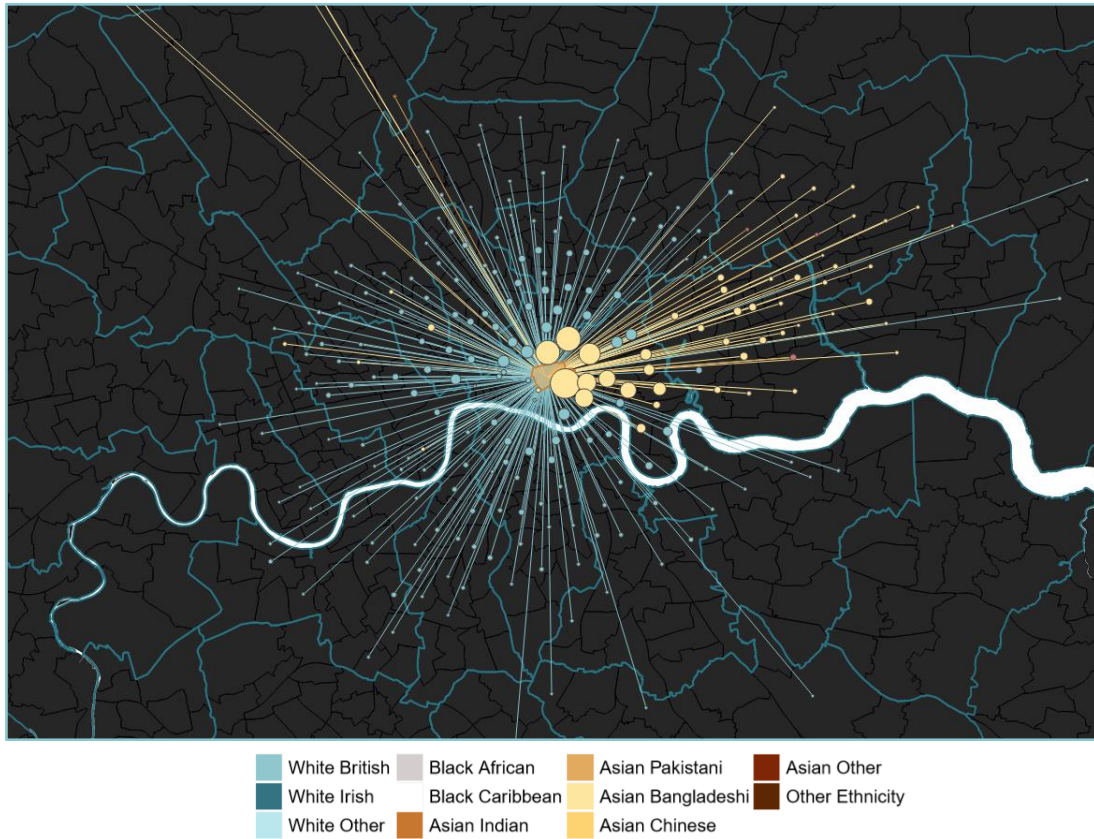 White British
Black African
Asian Pakistani
Asian Other
White Irish
Black Caribbean
Asian Bangladeshi
Other Ethnicity
White Other
Asian Indian
Asian Chinese